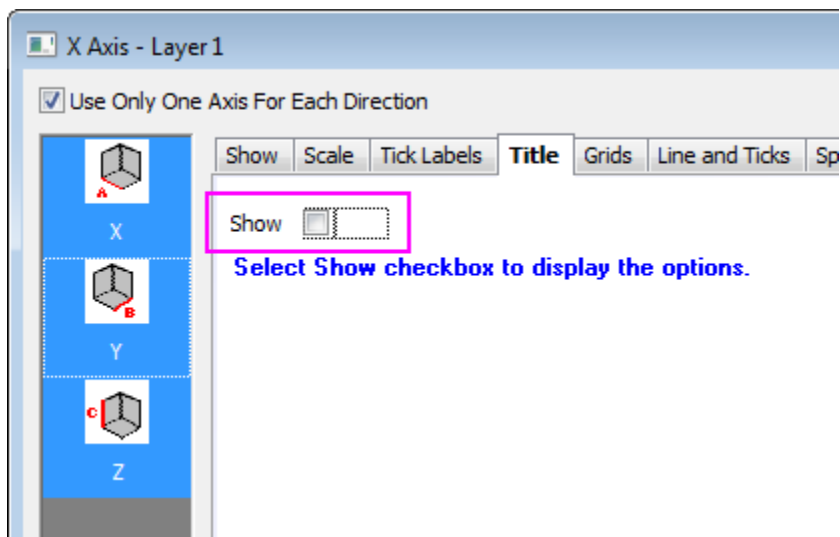 X Axis - Layer 1
Use Only One Axis For Each Direction
Show Scale Tick Labels Title Grids Line and Ticks Sp
A
X
Show
Select Show checkbox to display the options.
B
Y
C
Z